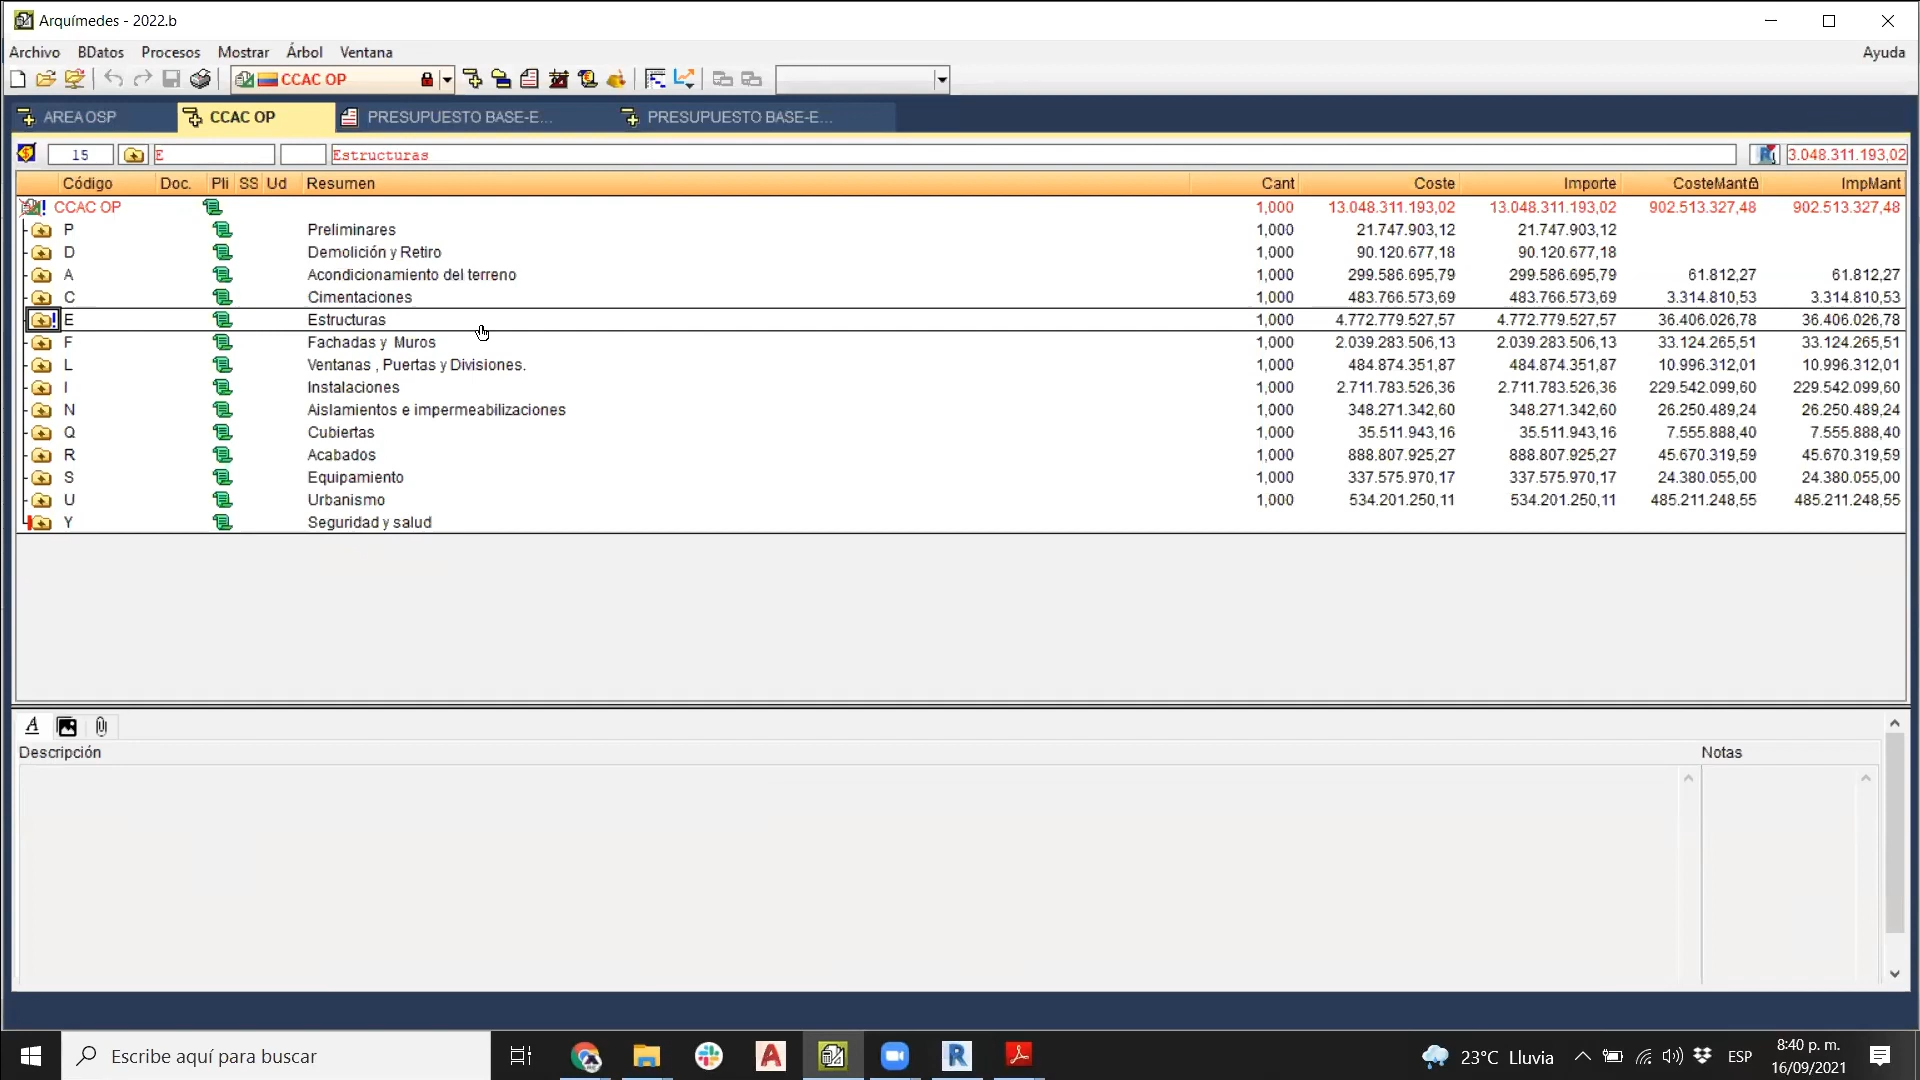 Arquímedes - 2022.b
Archivo BDatos Procesos Mostrar Árbol Ventana Ayuda
CCAC OP
AREA OSP CCAC OP PRESUPUESTO BASE-E... PRESUPUESTO BASE-E...
15 E Estructuras 3.048.311.193,02
Código Doc. Pli SS Ud Resumen Cant Coste Importe CosteMant ImpMant
CCAC OP 1,000 13.048.311.193,02 13.048.311.193,02 902.513.327,48 902.513.327,48
P Preliminares 1,000 21.747.903,12 21.747.903,12
D Demolición y Retiro 1,000 90.120.677,18 90.120.677,18
A Acondicionamiento del terreno 1,000 299.586.695,79 299.586.695,79 61.812,27 61.812,27
C Cimentaciones 1,000 483.766.573,69 483.766.573,69 3.314.810,53 3.314.810,53
E Estructuras 1,000 4.772.779.527,57 4.772.779.527,57 36.406.026,78 36.406.026,78
F Fachadas y Muros 1,000 2.039.283.506,13 2.039.283.506,13 33.124.265,51 33.124.265,51
L Ventanas , Puertas y Divisiones. 1,000 484.874.351,87 484.874.351,87 10.996.312,01 10.996.312,01
I Instalaciones 1,000 2.711.783.526,36 2.711.783.526,36 229.542.099,60 229.542.099,60
N Aislamientos e impermeabilizaciones 1,000 348.271.342,60 348.271.342,60 26.250.489,24 26.250.489,24
Q Cubiertas 1,000 35.511.943,16 35.511.943,16 7.555.888,40 7.555.888,40
R Acabados 1,000 888.807.925,27 888.807.925,27 45.670.319,59 45.670.319,59
S Equipamiento 1,000 337.575.970,17 337.575.970,17 24.380.055,00 24.380.055,00
U Urbanismo 1,000 534.201.250,11 534.201.250,11 485.211.248,55 485.211.248,55
Y Seguridad y salud
A
Descripción Notas
Escribe aquí para buscar
23°C Lluvia ESP
8:40 p. m.
16/09/2021